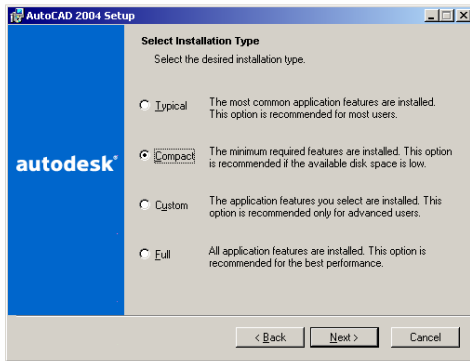 AutoCAD 2004 Setup
Select Installation Type
Select the desired installation type.
Typical
The most common application features are installed.
This option is recommended for most users.
autodesk®
Compact
The minimum required features are installed. This option
is recommended if the available disk space is low.
Custom
The application features you select are installed. This
option is recommended only for advanced users.
Full
All application features are installed. This option is
recommended for the best performance.
< Back
Next >
Cancel